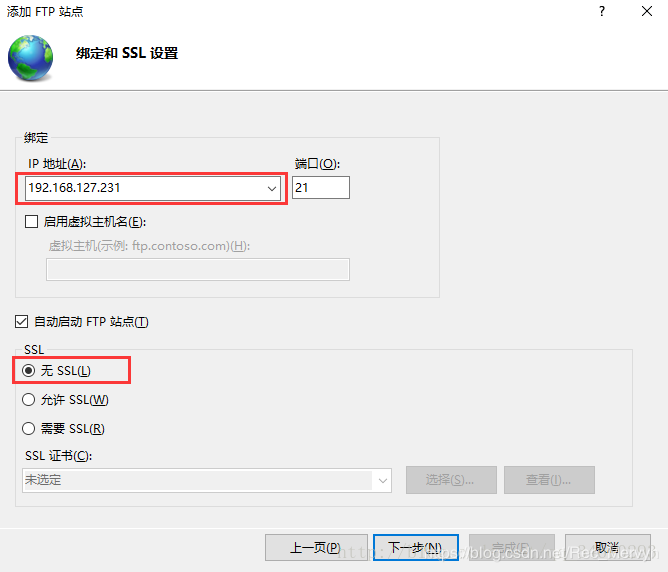 添加 FTP 站点
绑定和 SSL 设置
绑定
IP 地址(A): 端口(O):
192.168.127.231 21
启用虚拟主机名(E):
虚拟主机(示例: ftp.contoso.com)(H):
自动启动 FTP 站点(T)
SSL
无 SSL(L)
允许 SSL(W)
需要 SSL(R)
SSL 证书(C):
未选定 选择(S)... 查看(I)...
上一页(P) 下一步(N) 完成(F) 取消
https://blog.csdn.net/